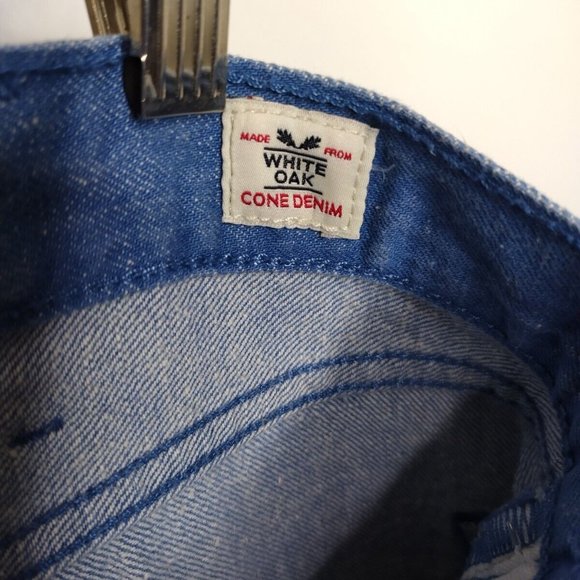 MADE FROM
WHITE
OAK
CONE DENIM